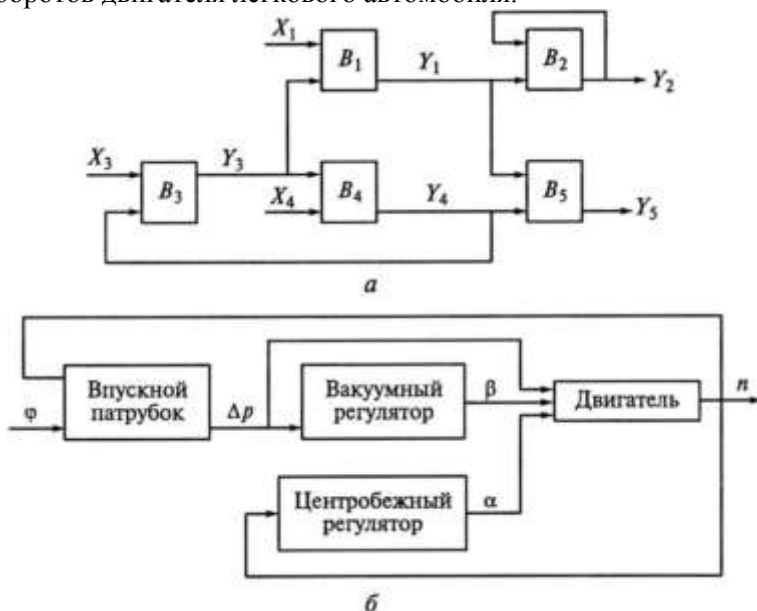 оборотов двигателя легкового автомобиля.
X₁
B₁
Y₁
B₂
Y₂
X₃
B₃
Y₃
X₄
B₄
Y₄
B₅
Y₅
а
φ
Впускной
патрубок
Δp
Вакуумный
регулятор
β
Двигатель
n
Центробежный
регулятор
α
б